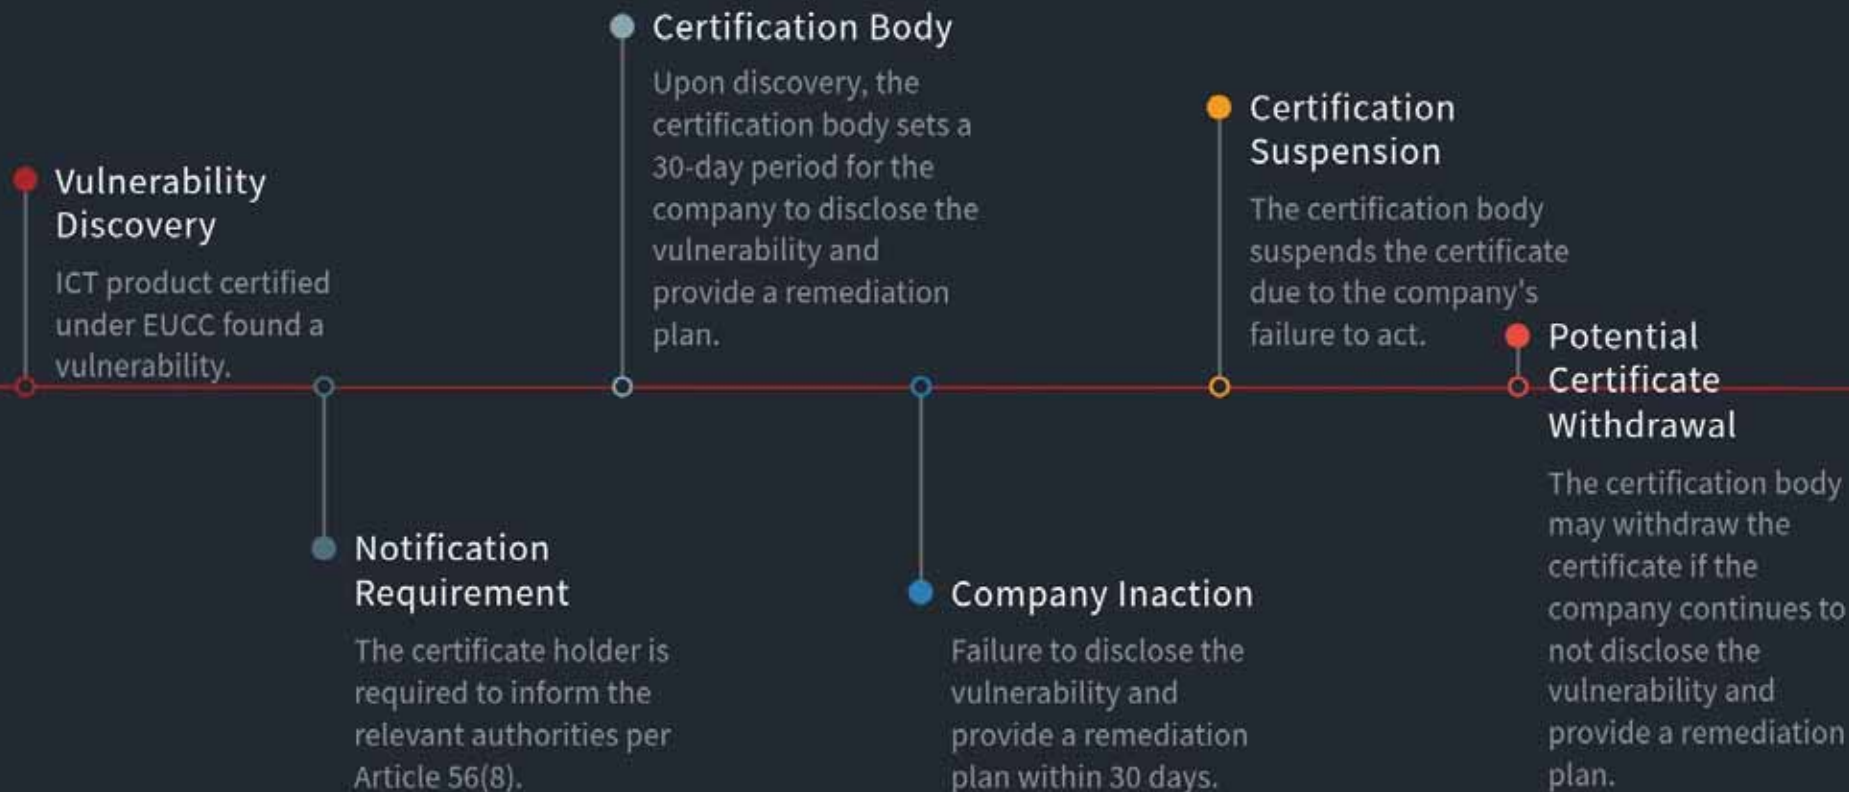 Vulnerability
Discovery
ICT product certified
under EUCC found a
vulnerability.
Notification
Requirement
The certificate holder is
required to inform the
relevant authorities per
Article 56(8).
Certification Body
Upon discovery, the
certification body sets a
30-day period for the
company to disclose the
vulnerability and
provide a remediation
plan.
Company Inaction
Failure to disclose the
vulnerability and
provide a remediation
plan within 30 days.
Certification
Suspension
The certification body
suspends the certificate
due to the company's
failure to act.
Potential
Certificate
Withdrawal
The certification body
may withdraw the
certificate if the
company continues to
not disclose the
vulnerability and
provide a remediation
plan.